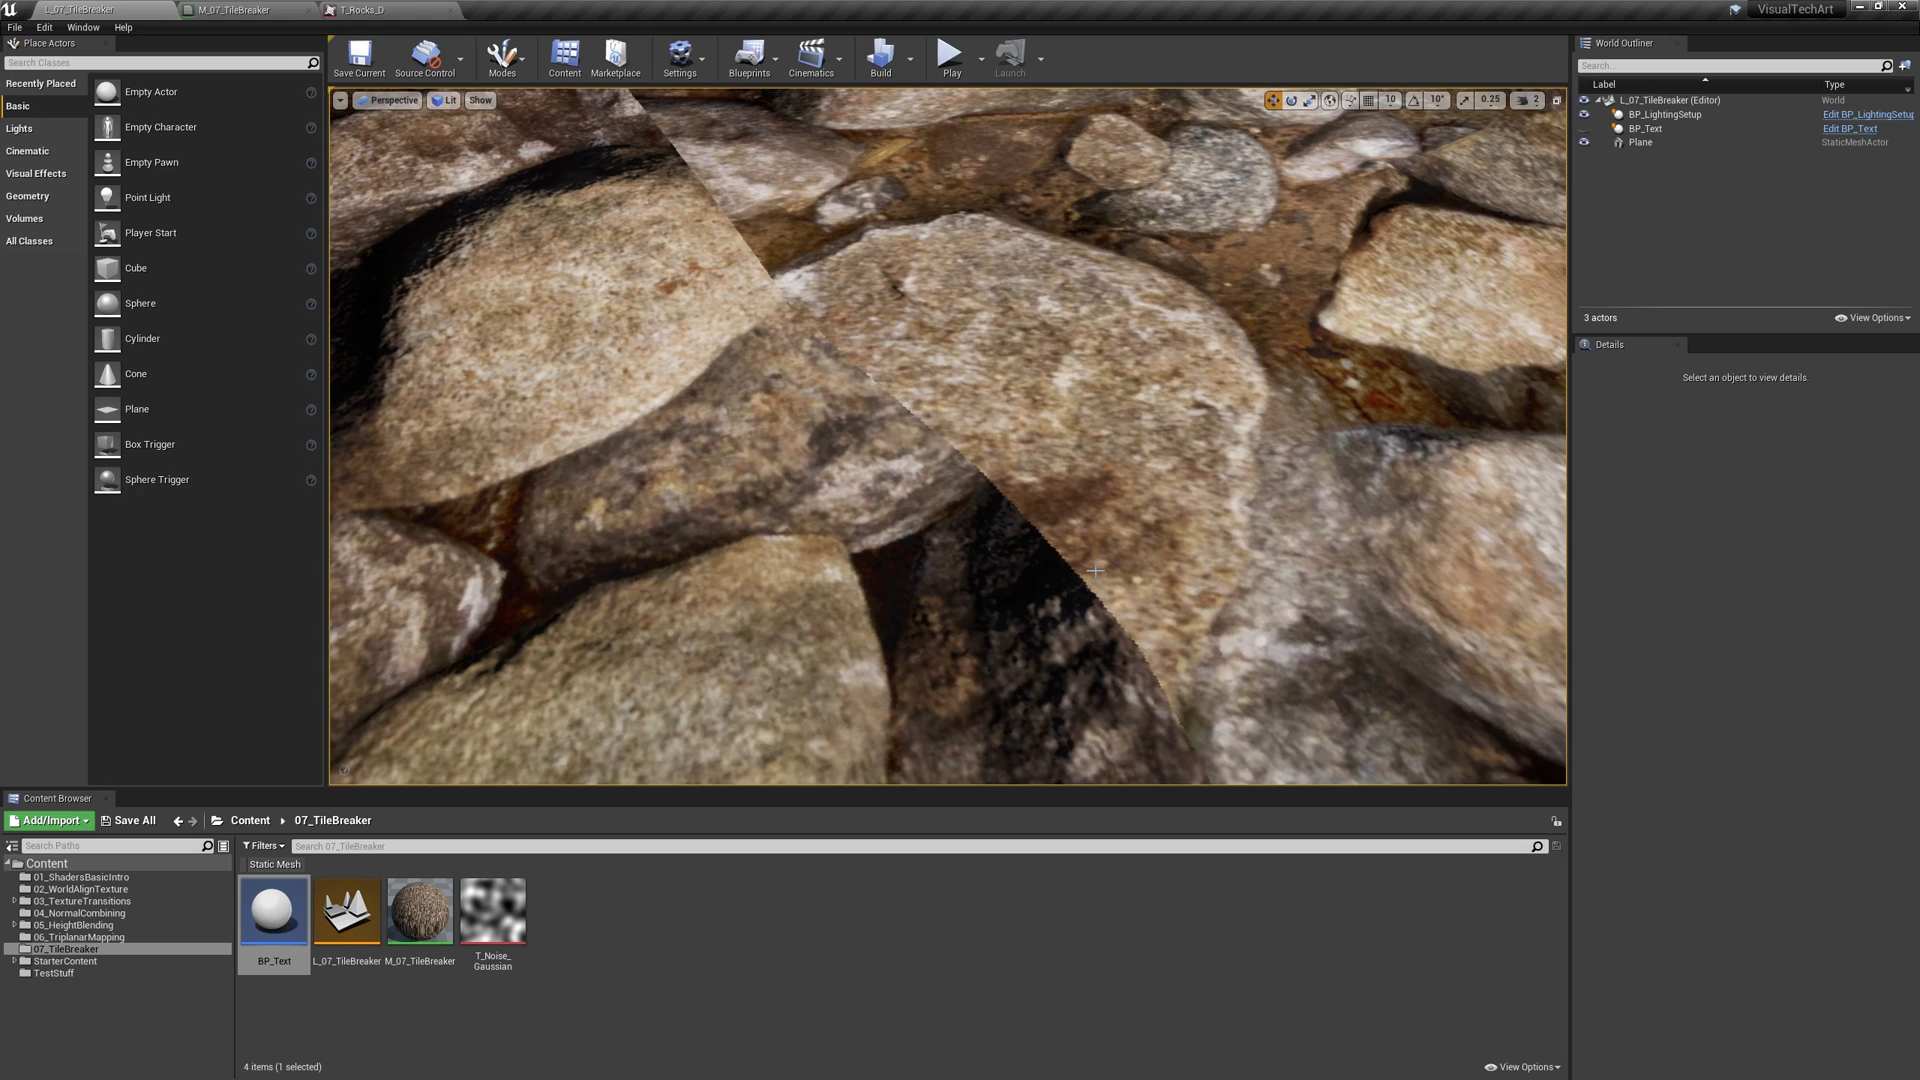 L_07_TileBreaker
M_07_TileBreaker
T_Rocks_D
VisualTechArt
File Edit Window Help
Place Actors
Search Classes
Recently Placed
Basic
Lights
Cinematic
Visual Effects
Geometry
Volumes
All Classes
Empty Actor
Empty Character
Empty Pawn
Point Light
Player Start
Cube
Sphere
Cylinder
Cone
Plane
Box Trigger
Sphere Trigger
Save Current
Source Control
Modes
Content
Marketplace
Settings
Blueprints
Cinematics
Build
Play
Launch
Perspective
Lit
Show
10
10°
0.25
2
World Outliner
Search...
Label Type
L_07_TileBreaker (Editor) World
BP_LightingSetup Edit BP_LightingSetup
BP_Text Edit BP_Text
Plane StaticMeshActor
3 actors
View Options
Details
Select an object to view details.
Content Browser
Add/Import
Save All
Content
07_TileBreaker
Search Paths
Content
01_ShadersBasicIntro
02_WorldAlignTexture
03_TextureTransitions
04_NormalCombining
05_HeightBlending
06_TriplanarMapping
07_TileBreaker
StarterContent
TestStuff
Filters
Search 07_TileBreaker
Static Mesh
BP_Text
L_07_TileBreaker
M_07_TileBreaker
T_Noise_
Gaussian
4 items (1 selected)
View Options